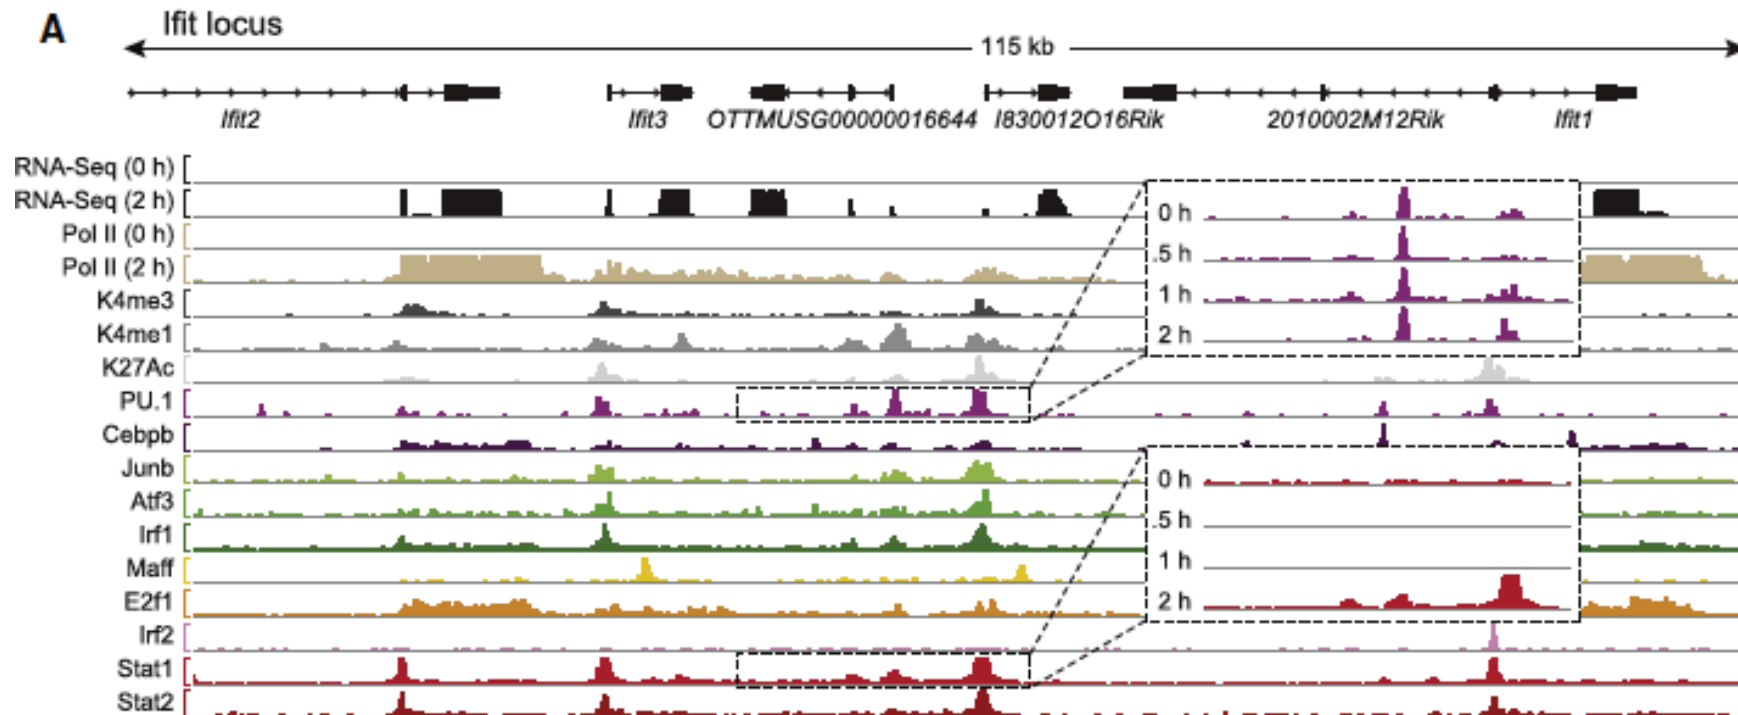 A
Ifit locus
115 kb
Ifit2 Ifit3 OTTMUSG00000016644 I830012O16Rik 2010002M12Rik Ifit1
RNA-Seq (0 h)
RNA-Seq (2 h)
Pol II (0 h)
Pol II (2 h)
K4me3
K4me1
K27Ac
PU.1
Cebpb
Junb
Atf3
Irf1
Maff
E2f1
Irf2
Stat1
Stat2
0 h
.5 h
1 h
2 h
0 h
.5 h
1 h
2 h